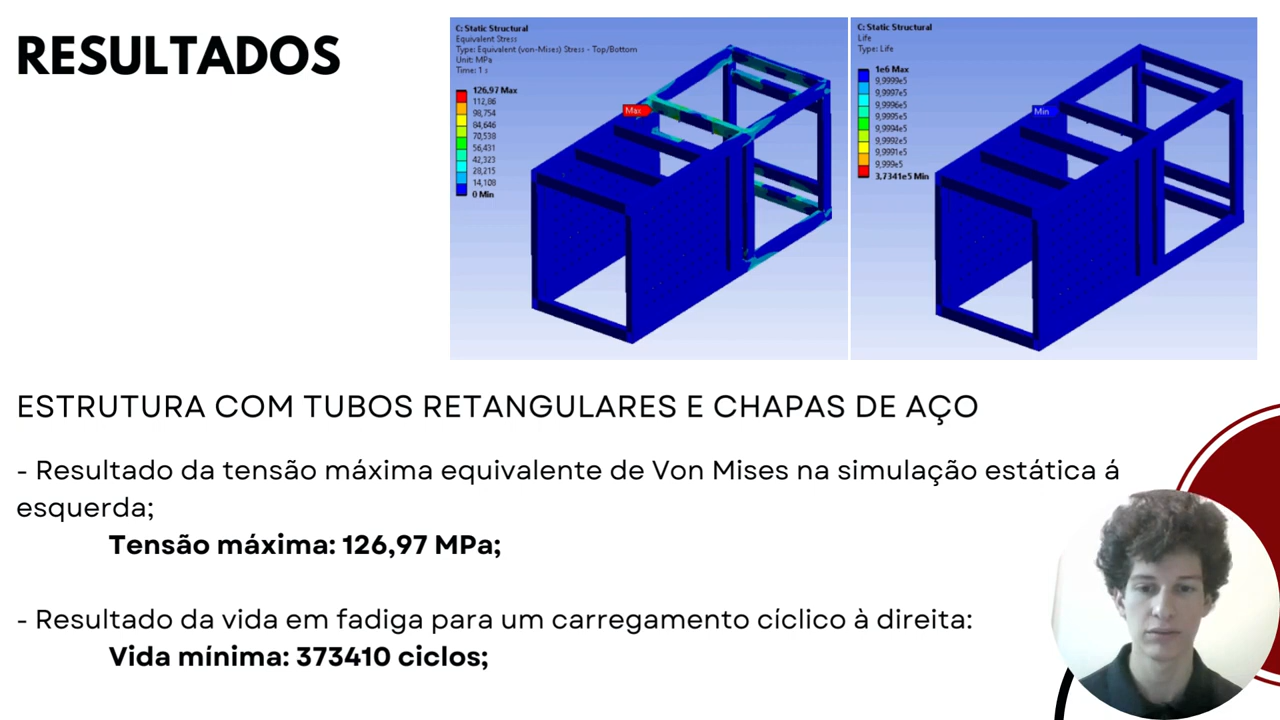 RESULTADOS
C: Static Structural
Equivalent Stress
Type: Equivalent (von-Mises) Stress - Top/Bottom
Unit: MPa
Time: 1 s
126,97 Max
112,86
98,754
84,646
70,538
56,431
42,323
28,215
14,108
0 Min
Max
C: Static Structural
Life
Type: Life
1e6 Max
9,9999e5
9,9997e5
9,9996e5
9,9995e5
9,9994e5
9,9992e5
9,9991e5
9,999e5
3,7341e5 Min
Min
ESTRUTURA COM TUBOS RETANGULARES E CHAPAS DE AÇO
- Resultado da tensão máxima equivalente de Von Mises na simulação estática á
esquerda;
Tensão máxima: 126,97 MPa;
- Resultado da vida em fadiga para um carregamento cíclico à direita:
Vida mínima: 373410 ciclos;